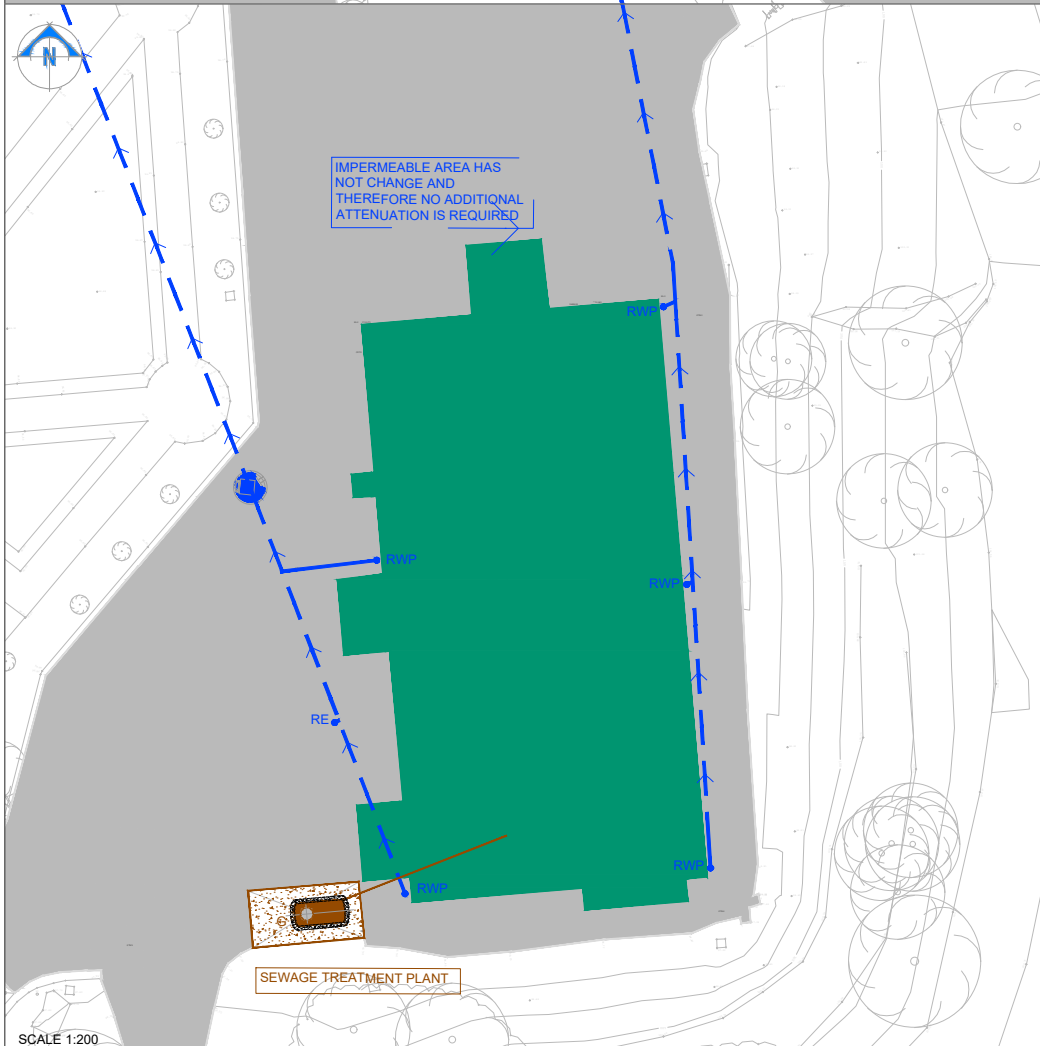 N
IMPERMEABLE AREA HAS
NOT CHANGE AND
THEREFORE NO ADDITIONAL
ATTENUATION IS REQUIRED
RWP
RWP
RWP
RE
RWP
RWP
SEWAGE TREATMENT PLANT
SCALE 1:200